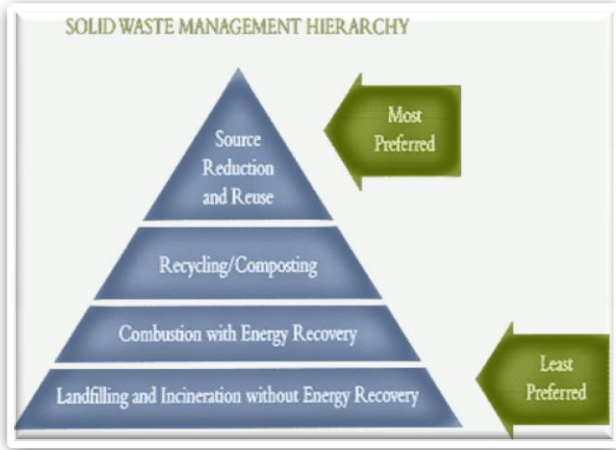 SOLID WASTE MANAGEMENT HIERARCHY
Most
Preferred
Source
Reduction
and Reuse
Recycling/Composting
Combustion with Energy Recovery
Landfilling and Incineration without Energy Recovery
Least
Preferred